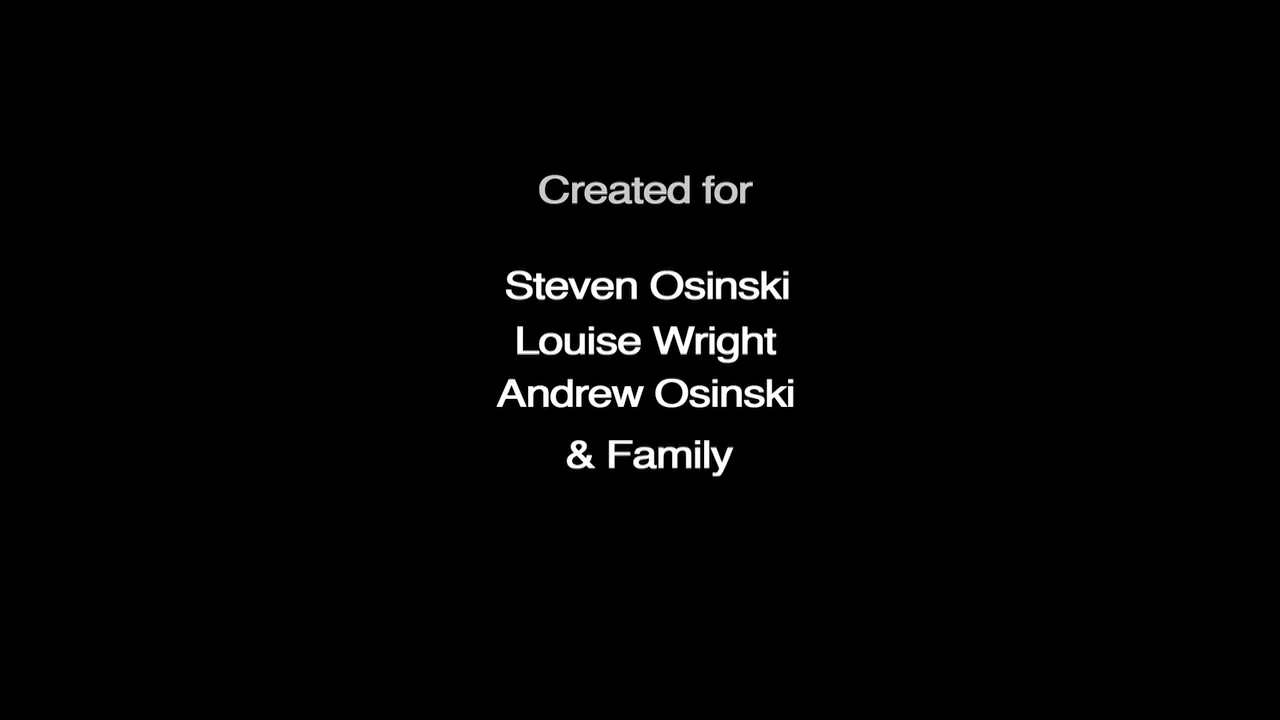 Created for
Steven Osinski
Louise Wright
Andrew Osinski
& Family